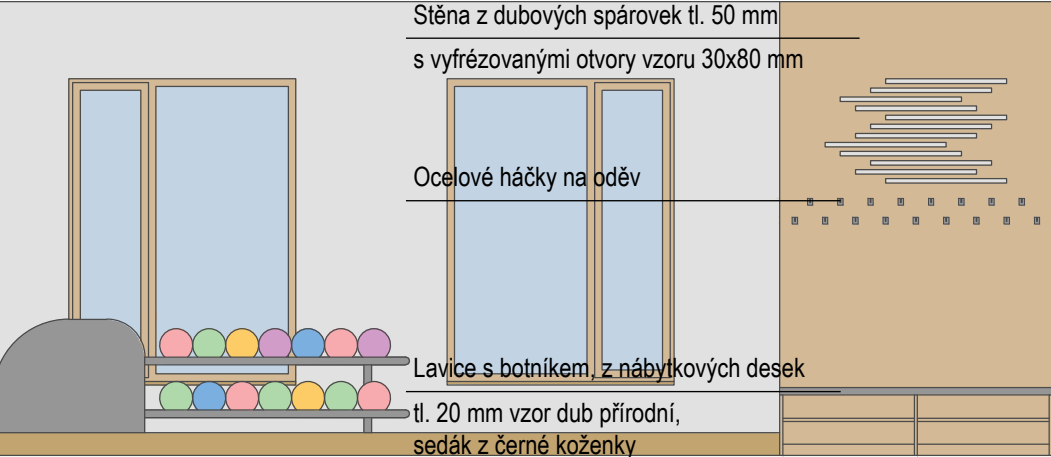 Stěna z dubových spárovek tl. 50 mm
s vyfrézovanými otvory vzoru 30x80 mm
Ocelové háčky na oděv
Lavice s botníkem, z nábytkových desek
tl. 20 mm vzor dub přírodní,
sedák z černé koženky